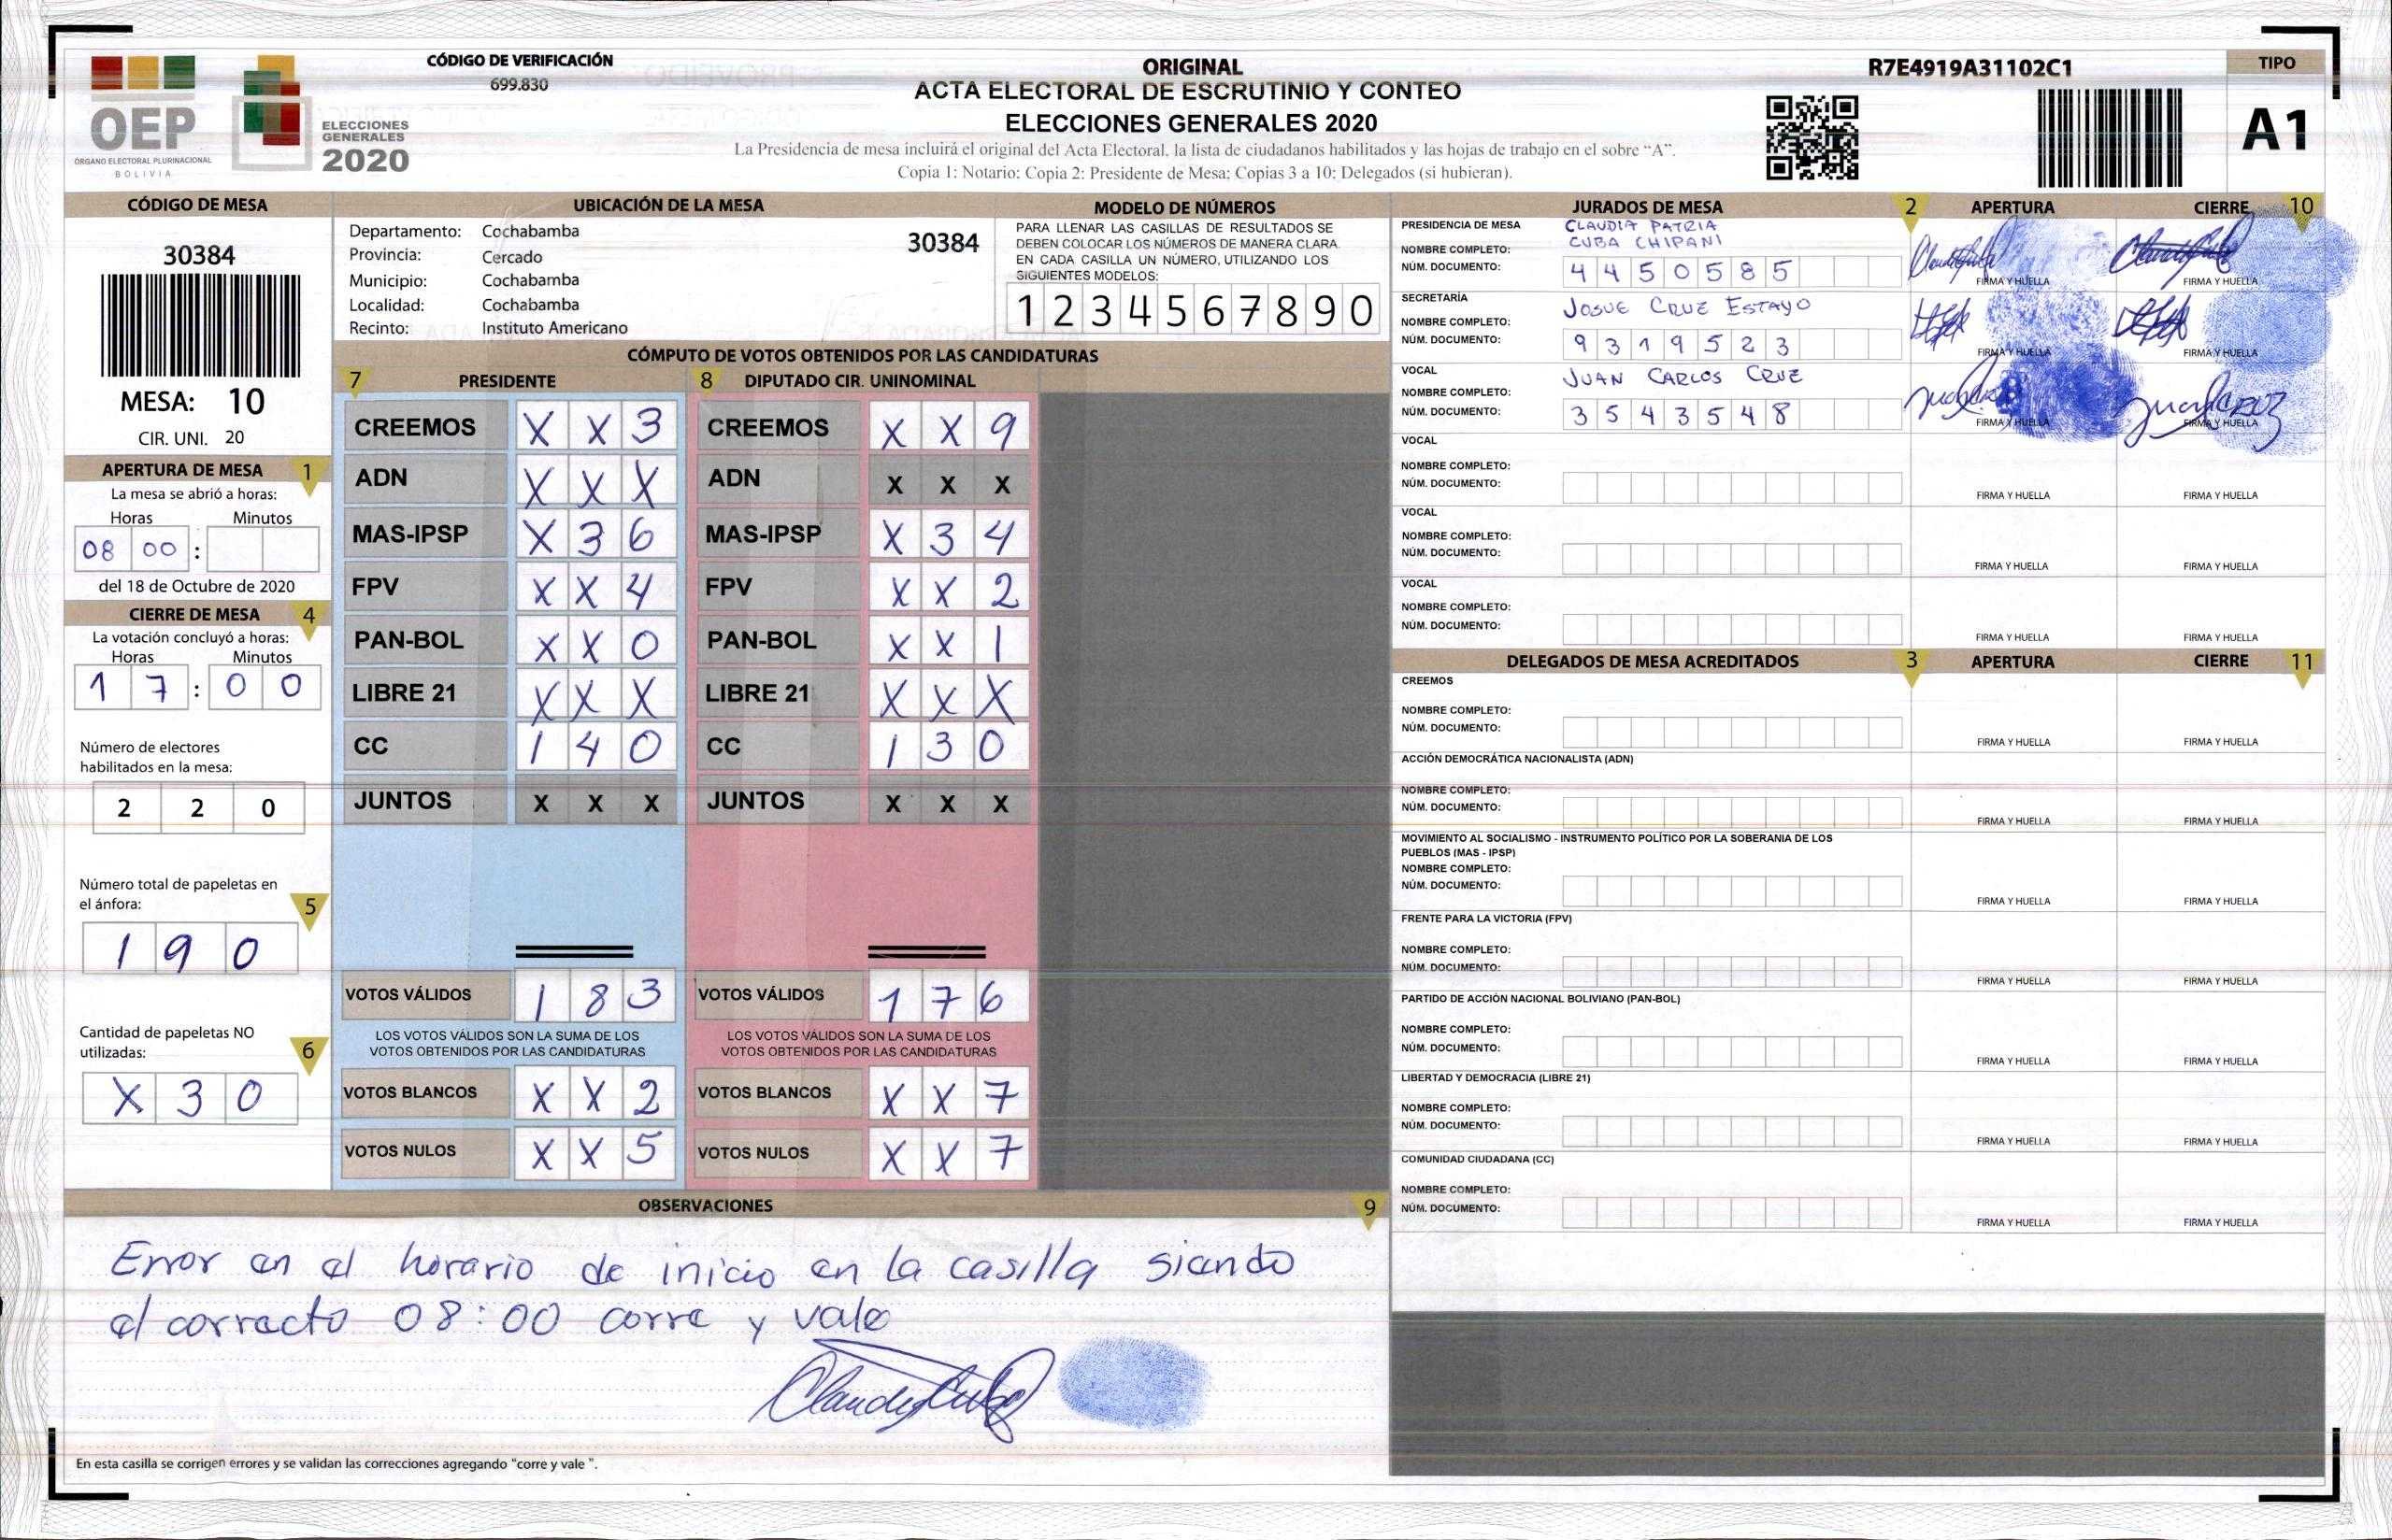 CÓDIGO DE VERIFICACIÓN
699.830
OEP
ÓRGANO ELECTORAL PLURINACIONAL
BOLIVIA
ELECCIONES
GENERALES
2020
ORIGINAL
ACTA ELECTORAL DE ESCRUTINIO Y CONTEO
ELECCIONES GENERALES 2020
La Presidencia de mesa incluirá el original del Acta Electoral, la lista de ciudadanos habilitados y las hojas de trabajo en el sobre “A”.
Copia 1: Notario; Copia 2: Presidente de Mesa; Copias 3 a 10: Delegados (si hubieran).
R7E4919A31102C1
TIPO
A1
CÓDIGO DE MESA
30384
MESA: 10
CIR. UNI. 20
APERTURA DE MESA 1
La mesa se abrió a horas:
Horas Minutos
08 00 :
del 18 de Octubre de 2020
CIERRE DE MESA 4
La votación concluyó a horas:
Horas Minutos
1 7 : 0 0
Número de electores
habilitados en la mesa:
2 2 0
Número total de papeletas en
el ánfora: 5
1 9 0
Cantidad de papeletas NO
utilizadas: 6
X 3 0
UBICACIÓN DE LA MESA
Departamento: Cochabamba
Provincia: Cercado
Municipio: Cochabamba
Localidad: Cochabamba
Recinto: Instituto Americano
30384
MODELO DE NÚMEROS
PARA LLENAR LAS CASILLAS DE RESULTADOS SE
DEBEN COLOCAR LOS NÚMEROS DE MANERA CLARA.
EN CADA CASILLA UN NÚMERO, UTILIZANDO LOS
SIGUIENTES MODELOS:
1 2 3 4 5 6 7 8 9 0
CÓMPUTO DE VOTOS OBTENIDOS POR LAS CANDIDATURAS
7 PRESIDENTE 8 DIPUTADO CIR. UNINOMINAL
CREEMOS X X 3 CREEMOS X X 9
ADN X X X ADN X X X
MAS-IPSP X 3 6 MAS-IPSP X 3 4
FPV X X 4 FPV X X 2
PAN-BOL X X 0 PAN-BOL X X 1
LIBRE 21 X X X LIBRE 21 X X X
CC 1 4 0 CC 1 3 0
JUNTOS X X X JUNTOS X X X
VOTOS VÁLIDOS 1 8 3 VOTOS VÁLIDOS 1 7 6
LOS VOTOS VÁLIDOS SON LA SUMA DE LOS LOS VOTOS VÁLIDOS SON LA SUMA DE LOS
VOTOS OBTENIDOS POR LAS CANDIDATURAS VOTOS OBTENIDOS POR LAS CANDIDATURAS
VOTOS BLANCOS X X 2 VOTOS BLANCOS X X 7
VOTOS NULOS X X 5 VOTOS NULOS X X 7
OBSERVACIONES 9
Error en el horario de inicio en la casilla siendo
el correcto 08:00 corre y vale
En esta casilla se corrigen errores y se validan las correcciones agregando “corre y vale ”.
JURADOS DE MESA 2 APERTURA CIERRE 10
PRESIDENCIA DE MESA CLAUDIA PATRIA
NOMBRE COMPLETO: CUBA CHIPANI
NÚM. DOCUMENTO: 4 4 5 0 5 8 5 FIRMA Y HUELLA FIRMA Y HUELLA
SECRETARÍA
NOMBRE COMPLETO: JOSUE CRUZ ESTAYO
NÚM. DOCUMENTO: 9 3 1 9 5 2 3 FIRMA Y HUELLA FIRMA Y HUELLA
VOCAL
NOMBRE COMPLETO: JUAN CARLOS CRUZ
NÚM. DOCUMENTO: 3 5 4 3 5 4 8 FIRMA Y HUELLA FIRMA Y HUELLA
VOCAL
NOMBRE COMPLETO:
NÚM. DOCUMENTO: FIRMA Y HUELLA FIRMA Y HUELLA
VOCAL
NOMBRE COMPLETO:
NÚM. DOCUMENTO: FIRMA Y HUELLA FIRMA Y HUELLA
VOCAL
NOMBRE COMPLETO:
NÚM. DOCUMENTO: FIRMA Y HUELLA FIRMA Y HUELLA
DELEGADOS DE MESA ACREDITADOS 3 APERTURA CIERRE 11
CREEMOS
NOMBRE COMPLETO:
NÚM. DOCUMENTO: FIRMA Y HUELLA FIRMA Y HUELLA
ACCIÓN DEMOCRÁTICA NACIONALISTA (ADN)
NOMBRE COMPLETO:
NÚM. DOCUMENTO: FIRMA Y HUELLA FIRMA Y HUELLA
MOVIMIENTO AL SOCIALISMO - INSTRUMENTO POLÍTICO POR LA SOBERANIA DE LOS
PUEBLOS (MAS - IPSP)
NOMBRE COMPLETO:
NÚM. DOCUMENTO: FIRMA Y HUELLA FIRMA Y HUELLA
FRENTE PARA LA VICTORIA (FPV)
NOMBRE COMPLETO:
NÚM. DOCUMENTO: FIRMA Y HUELLA FIRMA Y HUELLA
PARTIDO DE ACCIÓN NACIONAL BOLIVIANO (PAN-BOL)
NOMBRE COMPLETO:
NÚM. DOCUMENTO: FIRMA Y HUELLA FIRMA Y HUELLA
LIBERTAD Y DEMOCRACIA (LIBRE 21)
NOMBRE COMPLETO:
NÚM. DOCUMENTO: FIRMA Y HUELLA FIRMA Y HUELLA
COMUNIDAD CIUDADANA (CC)
NOMBRE COMPLETO:
NÚM. DOCUMENTO: FIRMA Y HUELLA FIRMA Y HUELLA